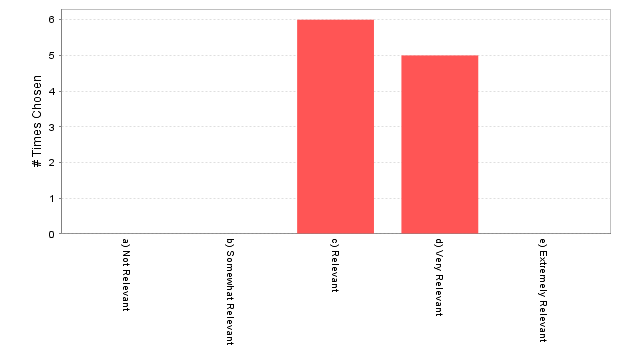 # Times Chosen
6
5
4
3
2
1
0
a) Not Relevant
b) Somewhat Relevant
c) Relevant
d) Very Relevant
e) Extremely Relevant